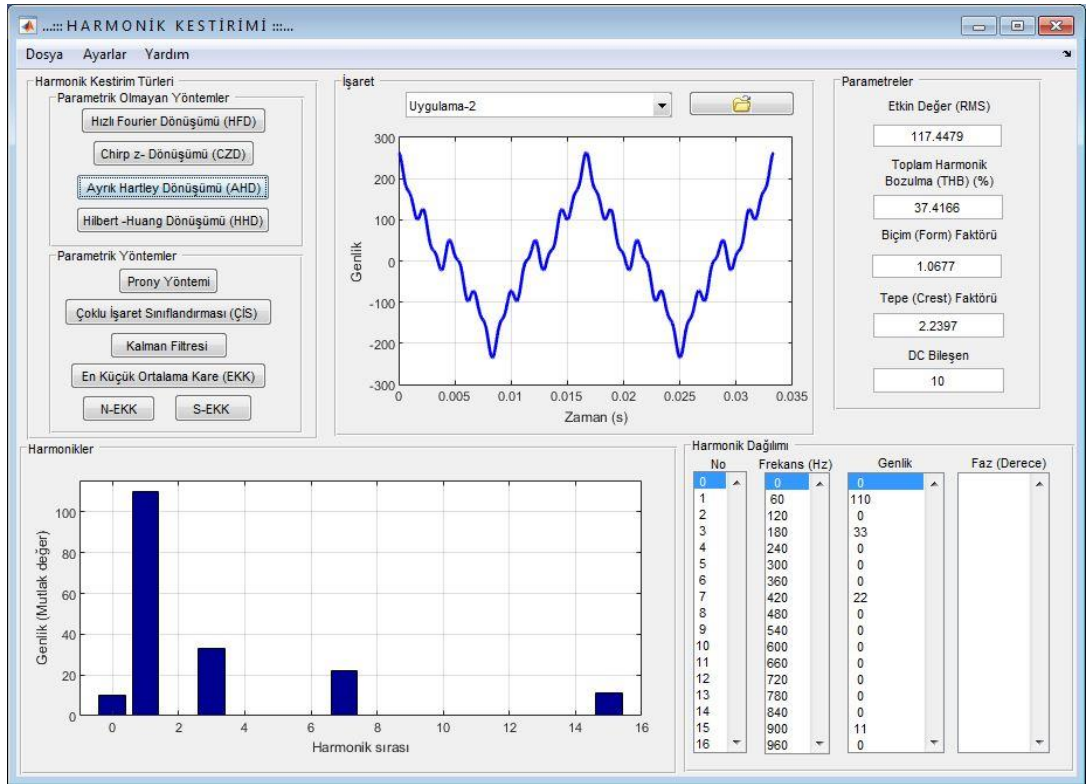 ...::: HARMONİK KESTİRİMİ :::...
Dosya Ayarlar Yardım
Harmonik Kestirim Türleri
Parametrik Olmayan Yöntemler
Hızlı Fourier Dönüşümü (HFD)
Chirp z- Dönüşümü (CZD)
Ayrık Hartley Dönüşümü (AHD)
Hilbert -Huang Dönüşümü (HHD)
Parametrik Yöntemler
Prony Yöntemi
Çoklu İşaret Sınıflandırması (ÇİS)
Kalman Filtresi
En Küçük Ortalama Kare (EKK)
N-EKK S-EKK
İşaret
Uygulama-2
300
200
100
0
-100
-200
-300
Genlik
0 0.005 0.01 0.015 0.02 0.025 0.03 0.035
Zaman (s)
Parametreler
Etkin Değer (RMS)
117.4479
Toplam Harmonik
Bozulma (THB) (%)
37.4166
Biçim (Form) Faktörü
1.0677
Tepe (Crest) Faktörü
2.2397
DC Bileşen
10
Harmonikler
100
80
60
40
20
0
Genlik (Mutlak değer)
0 2 4 6 8 10 12 14 16
Harmonik sırası
Harmonik Dağılımı
No Frekans (Hz) Genlik Faz (Derece)
0 0 0
1 60 110
2 120 0
3 180 33
4 240 0
5 300 0
6 360 0
7 420 22
8 480 0
9 540 0
10 600 0
11 660 0
12 720 0
13 780 0
14 840 0
15 900 11
16 960 0